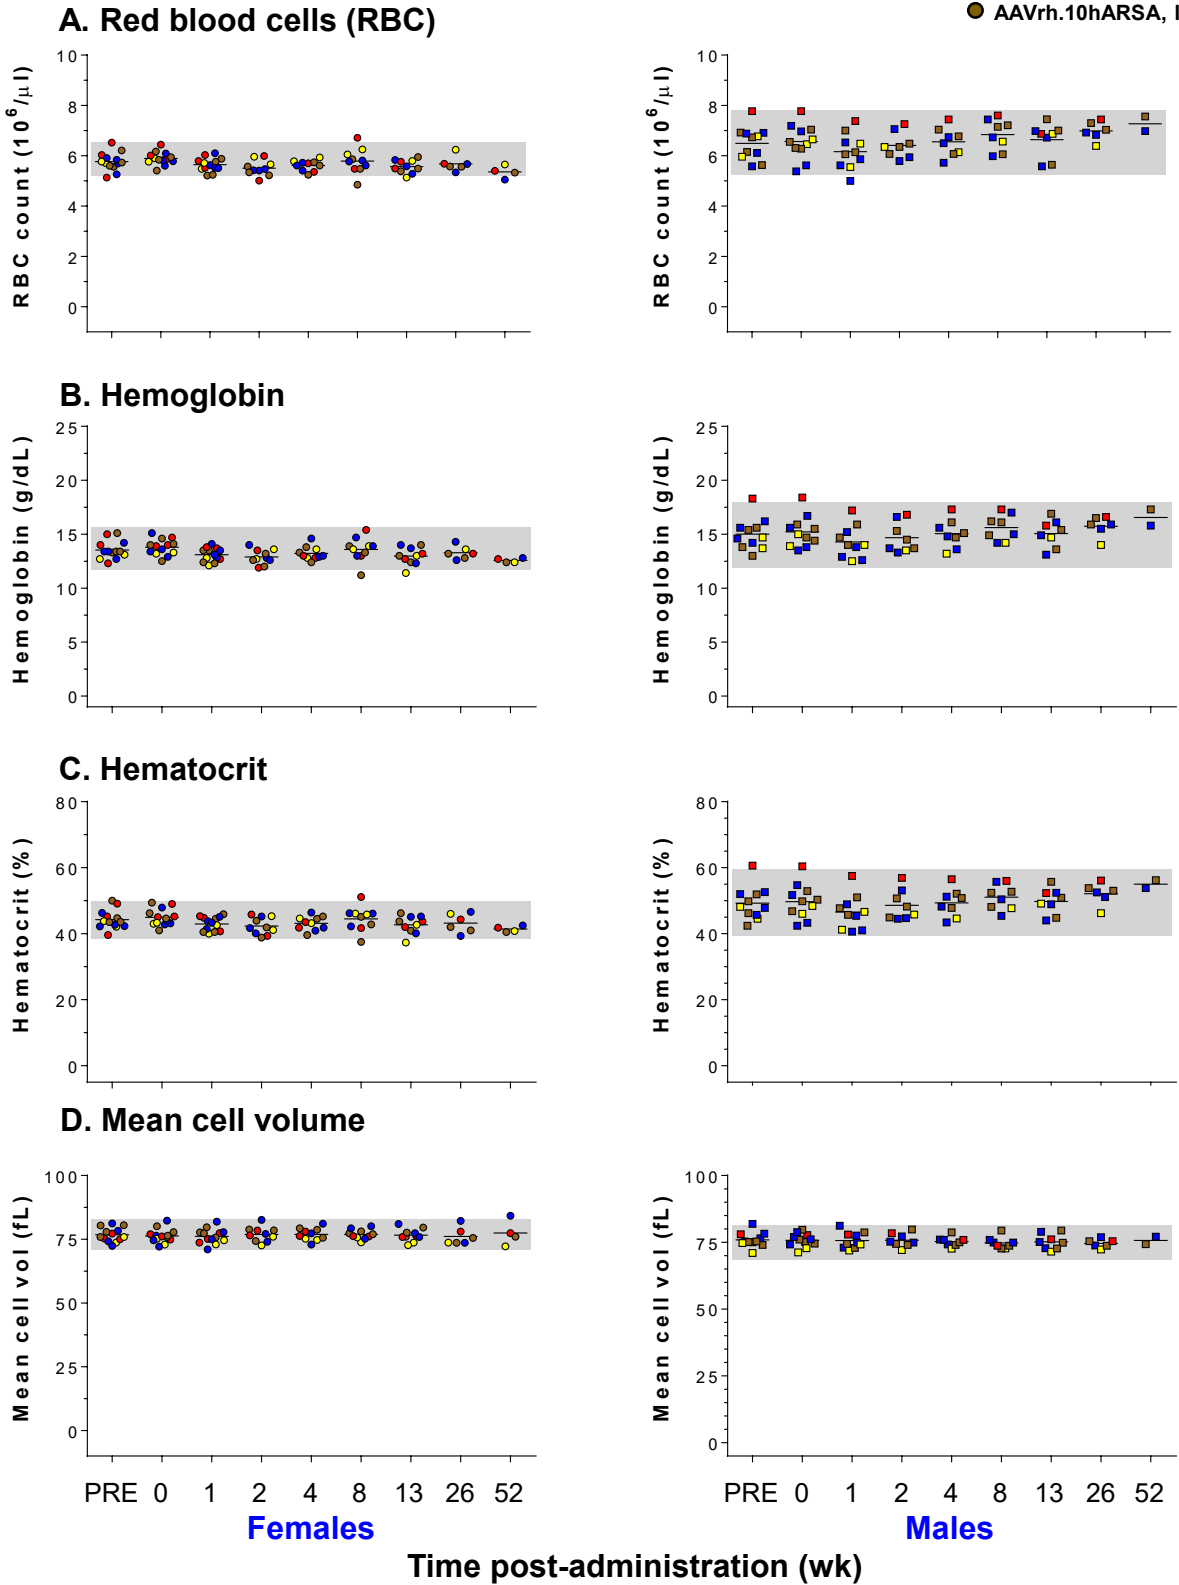 A. Red blood cells (RBC)
AAVrh.10hARSA, I
RBC count (10⁶/μl)
10
8
6
4
2
0
RBC count (10⁶/μl)
10
8
6
4
2
0
B. Hemoglobin
Hemoglobin (g/dL)
25
20
15
10
5
0
Hemoglobin (g/dL)
25
20
15
10
5
0
C. Hematocrit
Hematocrit (%)
80
60
40
20
0
Hematocrit (%)
80
60
40
20
0
D. Mean cell volume
Mean cell vol (fL)
100
75
50
25
0
Mean cell vol (fL)
100
75
50
25
0
PRE 0 1 2 4 8 13 26 52
PRE 0 1 2 4 8 13 26 52
Females
Males
Time post-administration (wk)